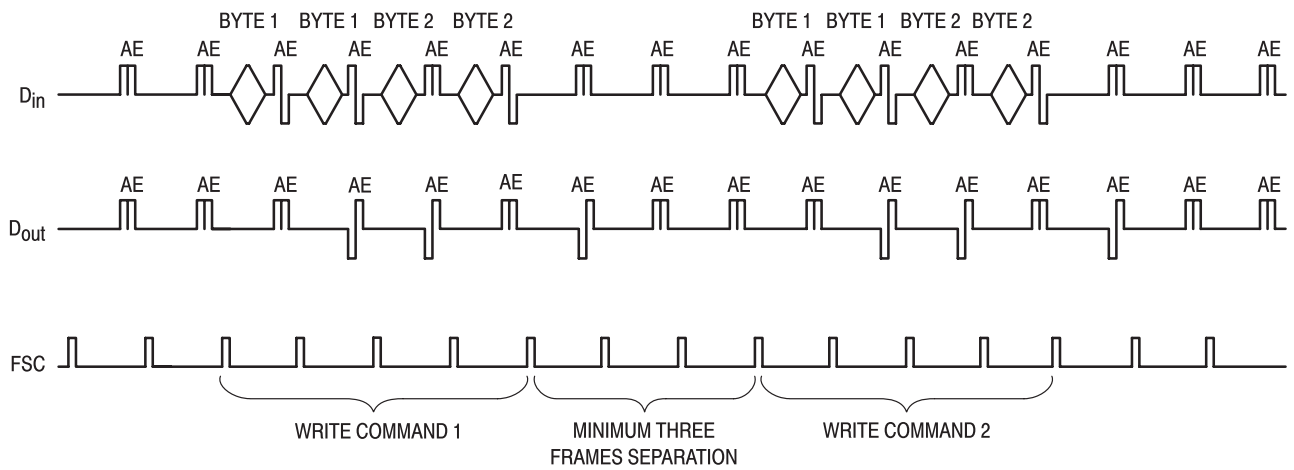 BYTE 1 BYTE 1 BYTE 2 BYTE 2 BYTE 1 BYTE 1 BYTE 2 BYTE 2
AE AE AE AE AE AE AE AE AE AE AE AE AE AE AE AE
Din
AE AE AE AE AE AE AE AE AE AE AE AE AE AE AE AE
Dout
FSC
WRITE COMMAND 1 MINIMUM THREE WRITE COMMAND 2
FRAMES SEPARATION